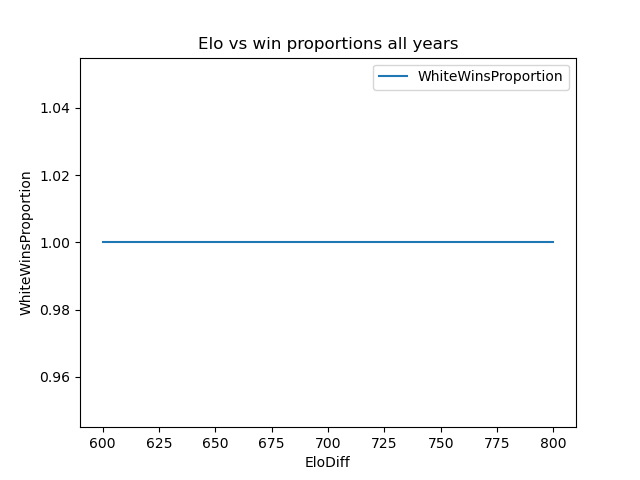 Elo vs win proportions all years
WhiteWinsProportion
1.04
1.02
1.00
0.98
0.96
WhiteWinsProportion
600 625 650 675 700 725 750 775 800
EloDiff